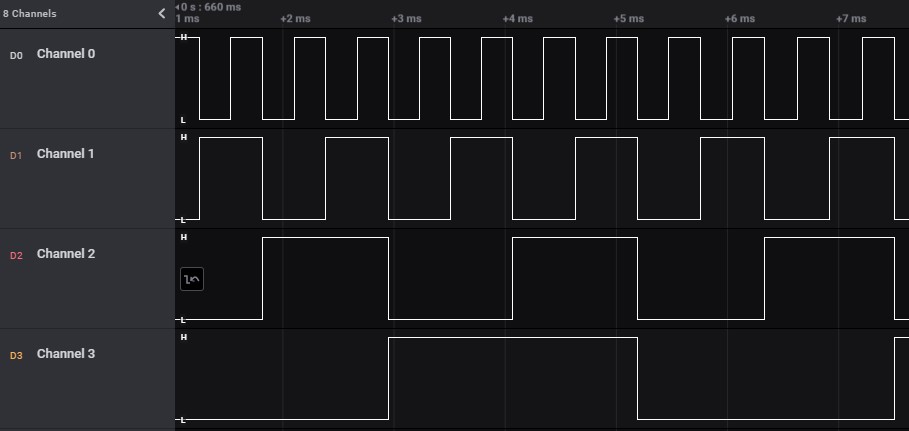 8 Channels
0 s : 660 ms
1 ms +2 ms +3 ms +4 ms +5 ms +6 ms +7 ms
D0 Channel 0
H
L
D1 Channel 1
H
L
D2 Channel 2
H
L
D3 Channel 3
H
L